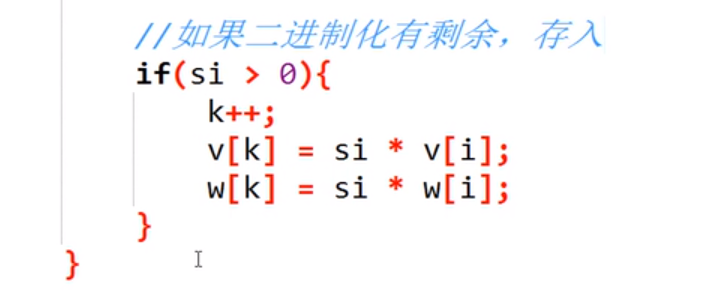 //如果二进制化有剩余，存入
if(si > 0){
k++;
v[k] = si * v[i];
w[k] = si * w[i];
}
}